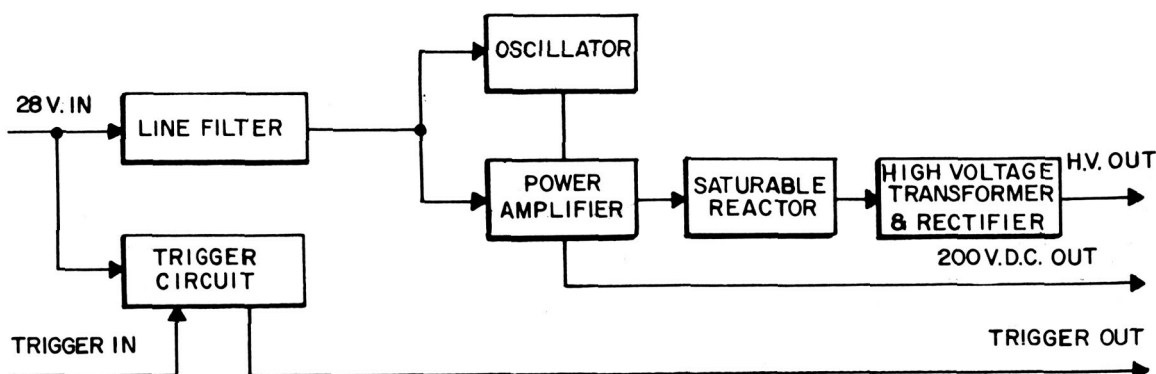 OSCILLATOR
28V. IN
LINE FILTER
POWER
AMPLIFIER
SATURABLE
REACTOR
HIGH VOLTAGE
TRANSFORMER
& RECTIFIER
H.V. OUT
TRIGGER
CIRCUIT
200 V.D.C. OUT
TRIGGER IN
TRIGGER OUT